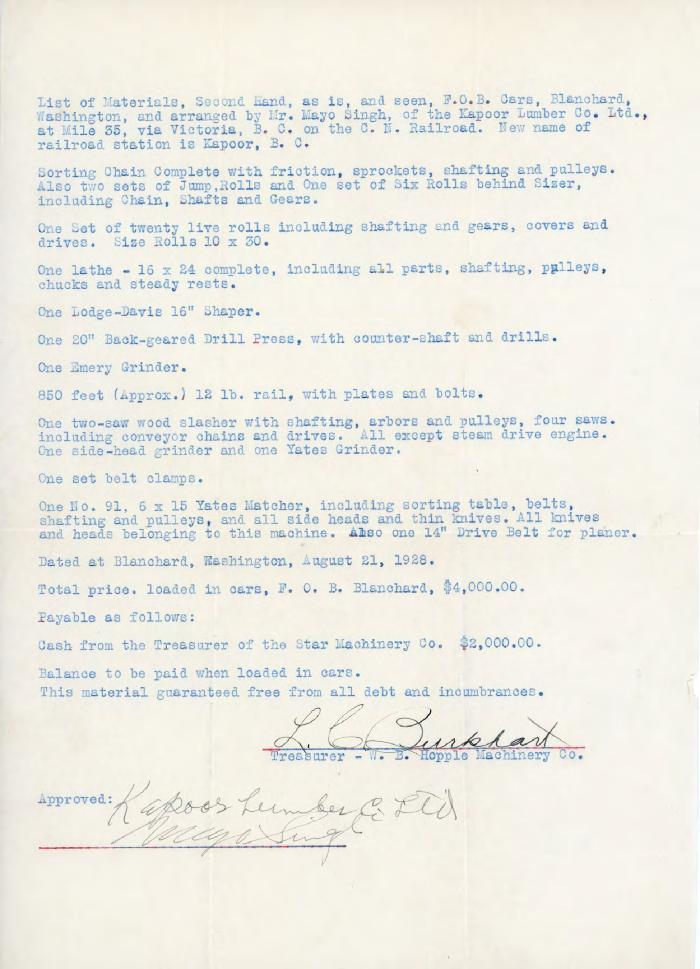 List of Materials, Second Hand, as is, and seen, F.O.B. Cars, Blanchard,
Washington, and arranged by Mr. Mayo Singh, of the Kapoor Lumber Co. Ltd.,
at Mile 35, via Victoria, B. C. on the C. N. Railroad. New name of
railroad station is Kapoor, B. C.
Sorting Chain Complete with friction, sprockets, shafting and pulleys.
Also two sets of Jump,Rolls and One set of Six Rolls behind Sizer,
including Chain, Shafts and Gears.
One Set of twenty live rolls including shafting and gears, covers and
drives. Size Rolls 10 x 30.
One lathe - 16 x 24 complete, including all parts, shafting, pulleys,
chucks and steady rests.
One Lodge-Davis 16" Shaper.
One 20" Back-geared Drill Press, with counter-shaft and drills.
One Emery Grinder.
850 feet (Approx.) 12 lb. rail, with plates and bolts.
One two-saw wood slasher with shafting, arbors and pulleys, four saws.
including conveyor chains and drives. All except steam drive engine.
One side-head grinder and one Yates Grinder.
One set belt clamps.
One No. 91, 6 x 15 Yates Matcher, including sorting table, belts,
shafting and pulleys, and all side heads and thin knives. All knives
and heads belonging to this machine. Also one 14" Drive Belt for planer.
Dated at Blanchard, Washington, August 21, 1928.
Total price. loaded in cars, F. O. B. Blanchard, $4,000.00.
Payable as follows:
Cash from the Treasurer of the Star Machinery Co. $2,000.00.
Balance to be paid when loaded in cars.
This material guaranteed free from all debt and incumbrances.
L. C. Burkhart
Treasurer - W. B. Hopple Machinery Co.
Approved: Kapoor Lumber Co Ltd
Mayo Singh